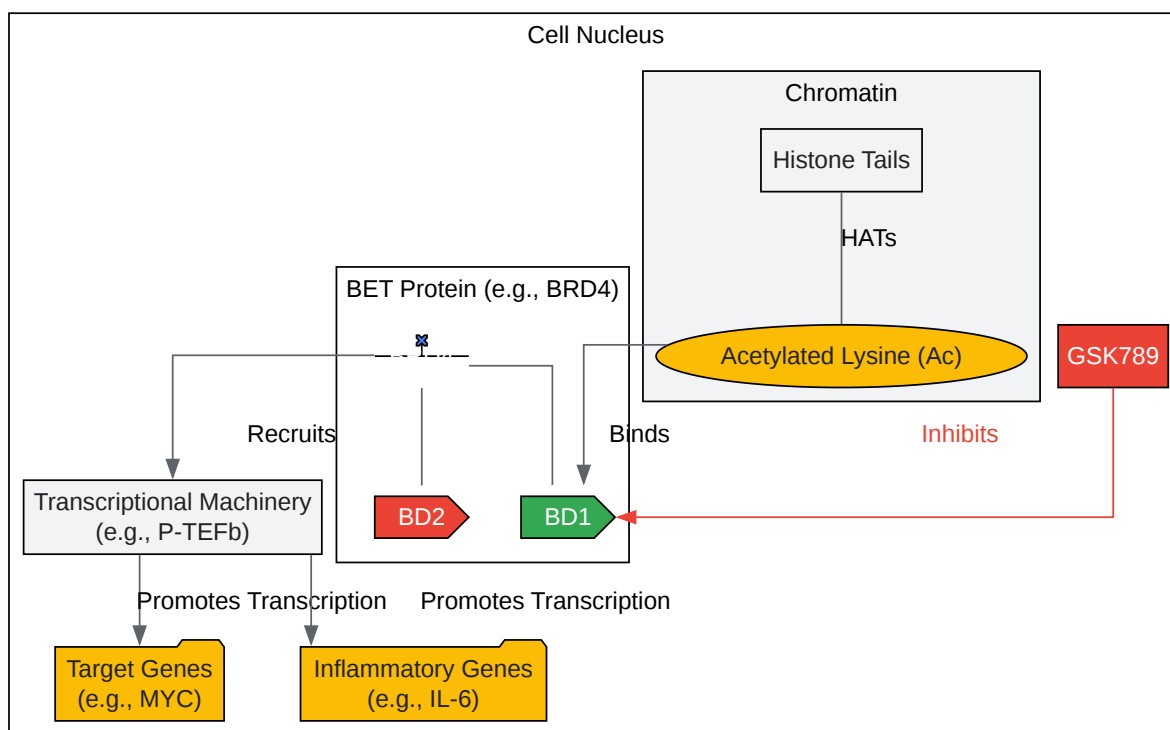 Cell Nucleus
Chromatin
Histone Tails
HATs
BET Protein (e.g., BRD4)
Acetylated Lysine (Ac)
GSK789
Recruits
Binds
Inhibits
Transcriptional Machinery
(e.g., P-TEFb)
BD2
BD1
Promotes Transcription
Promotes Transcription
Target Genes
(e.g., MYC)
Inflammatory Genes
(e.g., IL-6)